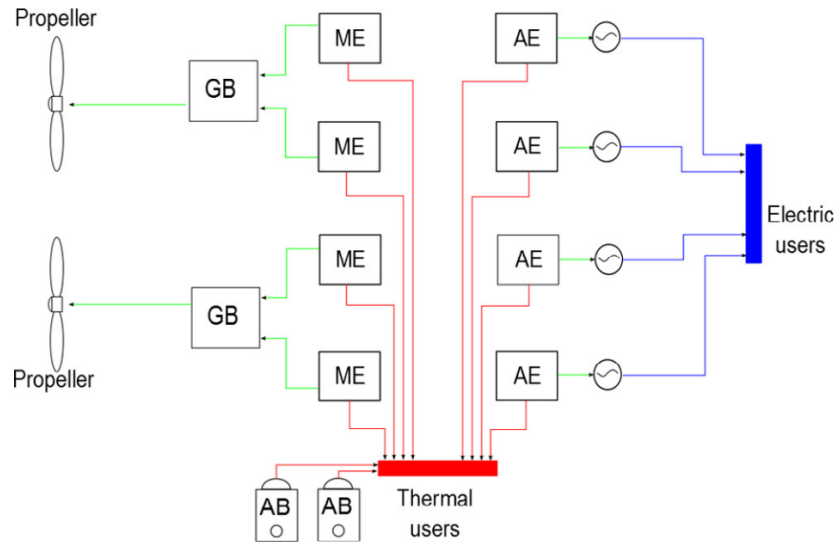 Propeller
GB
ME
AE
ME
AE
Electric
users
GB
ME
AE
Propeller
ME
AE
AB
AB
Thermal
users